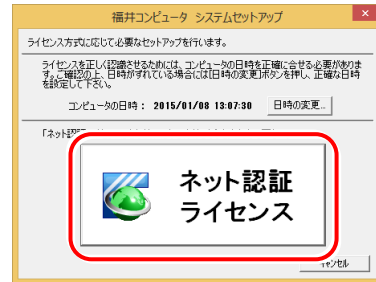 福井コンピュータ システムセットアップ
ライセンス方式に応じて必要なセットアップを行います。
ライセンスを正しく認識させるためには、コンピュータの日時を正確に合せる必要がありま
す。ご確認の上、日時がずれている場合には[日時の変更]ボタンを押し、正確な日時
を設定して下さい。
コンピュータの日時： 2015/01/08 13:07:30 日時の変更...
「ネット認
ネット認証
ライセンス
キャンセル